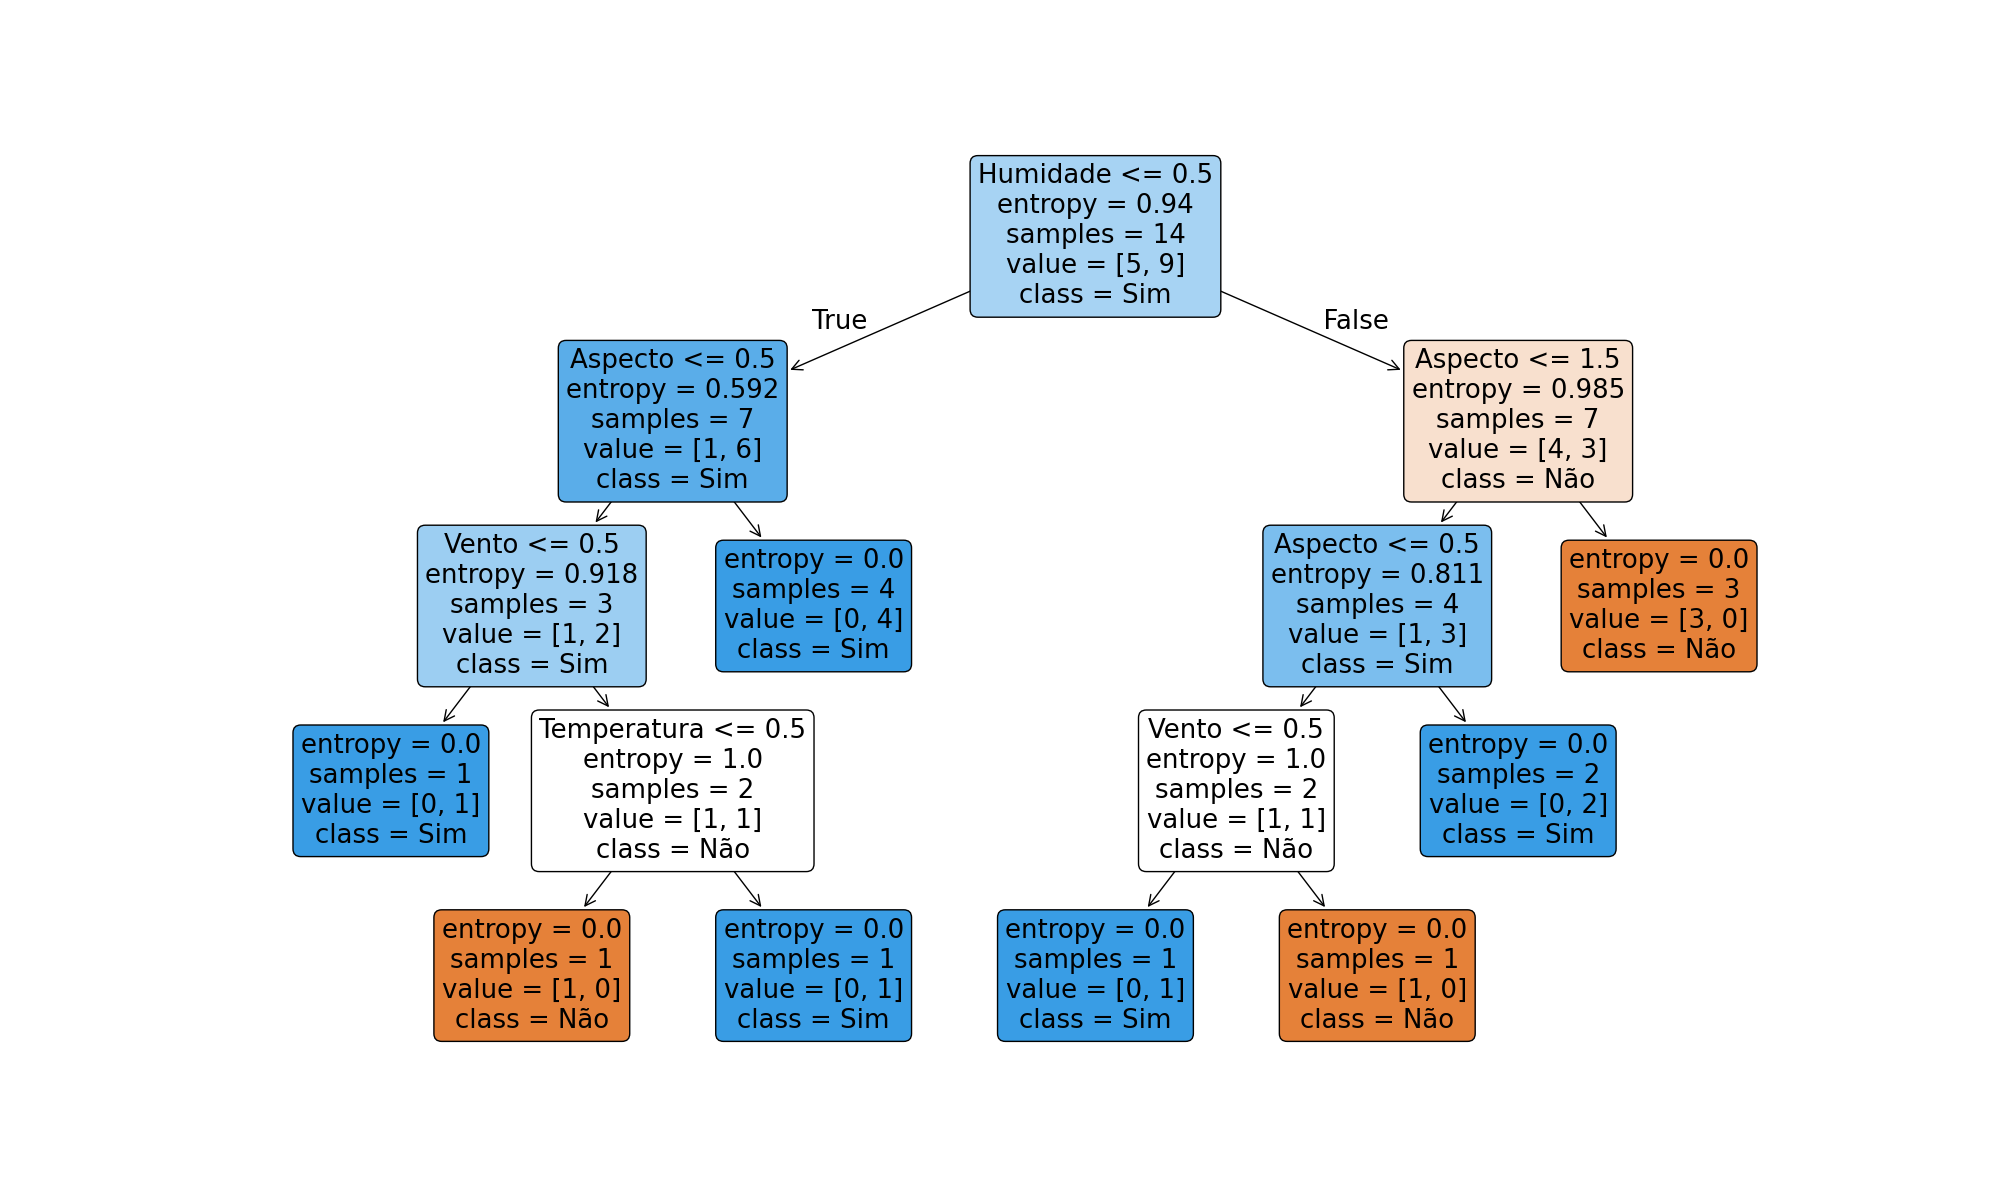 Humidade <= 0.5
entropy = 0.94
samples = 14
value = [5, 9]
class = Sim
True
False
Aspecto <= 0.5
entropy = 0.592
samples = 7
value = [1, 6]
class = Sim
Aspecto <= 1.5
entropy = 0.985
samples = 7
value = [4, 3]
class = Não
Vento <= 0.5
entropy = 0.918
samples = 3
value = [1, 2]
class = Sim
entropy = 0.0
samples = 4
value = [0, 4]
class = Sim
Aspecto <= 0.5
entropy = 0.811
samples = 4
value = [1, 3]
class = Sim
entropy = 0.0
samples = 3
value = [3, 0]
class = Não
entropy = 0.0
samples = 1
value = [0, 1]
class = Sim
Temperatura <= 0.5
entropy = 1.0
samples = 2
value = [1, 1]
class = Não
Vento <= 0.5
entropy = 1.0
samples = 2
value = [1, 1]
class = Não
entropy = 0.0
samples = 2
value = [0, 2]
class = Sim
entropy = 0.0
samples = 1
value = [1, 0]
class = Não
entropy = 0.0
samples = 1
value = [0, 1]
class = Sim
entropy = 0.0
samples = 1
value = [0, 1]
class = Sim
entropy = 0.0
samples = 1
value = [1, 0]
class = Não